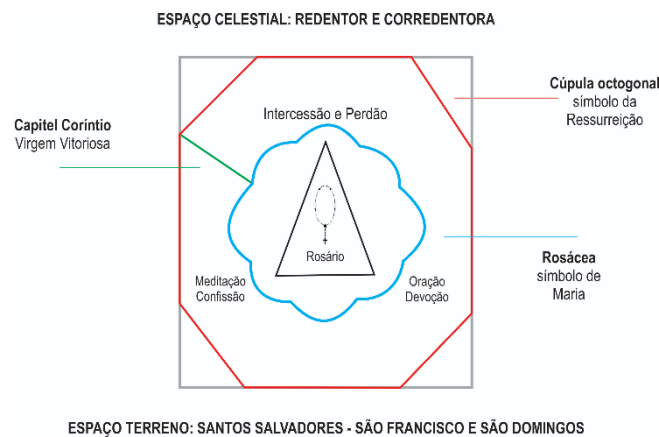 ESPAÇO CELESTIAL: REDENTOR E CORREDENTORA
Cúpula octogonal
símbolo da
Ressurreição
Capitel Coríntio
Virgem Vitoriosa
Intercessão e Perdão
Rosário
Meditação
Confissão
Oração
Devoção
Rosácea
símbolo de
Maria
ESPAÇO TERRENO: SANTOS SALVADORES - SÃO FRANCISCO E SÃO DOMINGOS